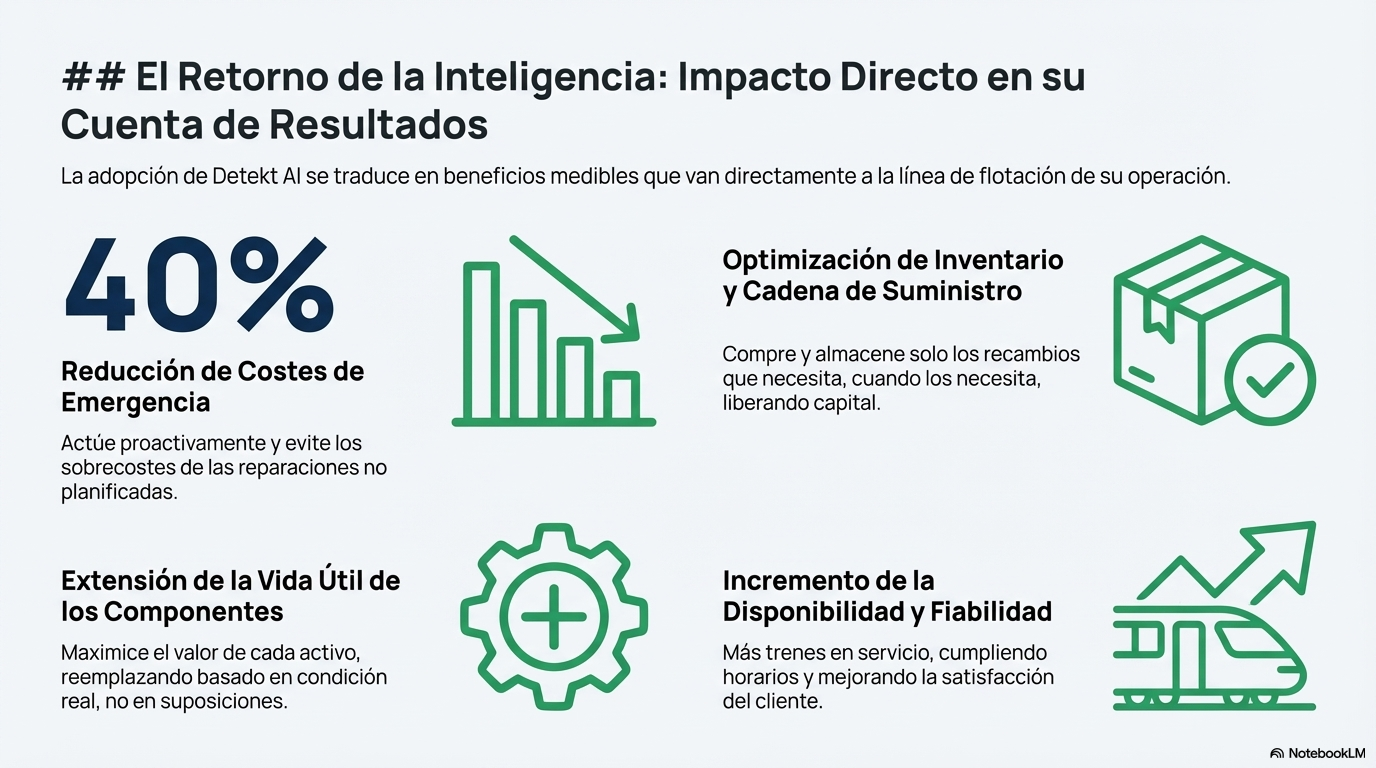 ## El Retorno de la Inteligencia: Impacto Directo en su
Cuenta de Resultados
La adopción de Detekt AI se traduce en beneficios medibles que van directamente a la línea de flotación de su operación.
40%
Reducción de Costes de
Emergencia
Actúe proactivamente y evite los
sobrecostes de las reparaciones no
planificadas.
Optimización de Inventario
y Cadena de Suministro
Compre y almacene solo los recambios
que necesita, cuando los necesita,
liberando capital.
Extensión de la Vida Útil de
los Componentes
Maximice el valor de cada activo,
reemplazando basado en condición
real, no en suposiciones.
Incremento de la
Disponibilidad y Fiabilidad
Más trenes en servicio, cumpliendo
horarios y mejorando la satisfacción
del cliente.
NotebookLM